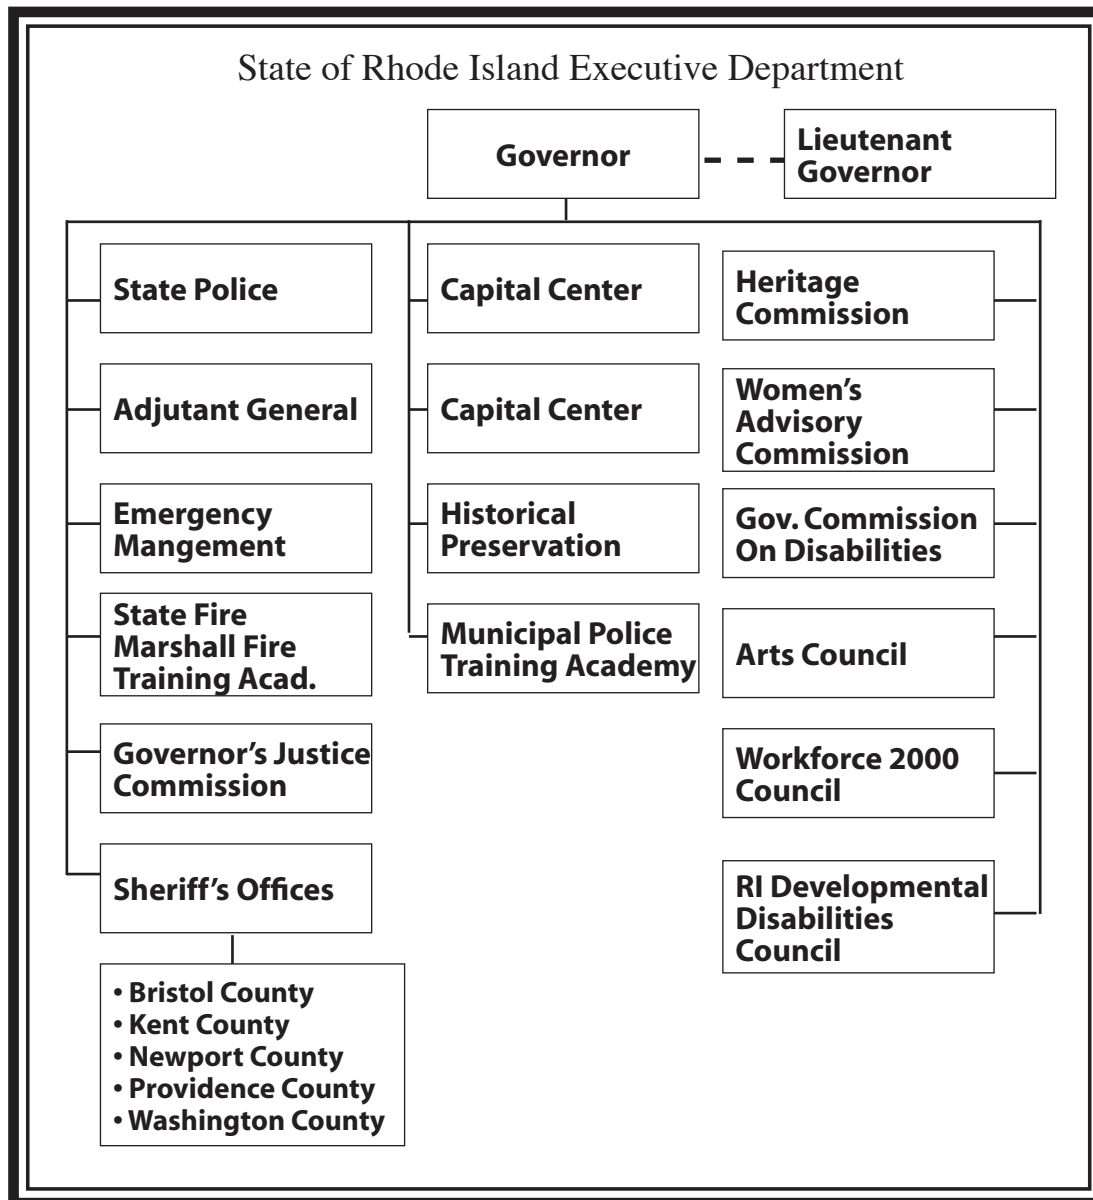 State of Rhode Island Executive Department
Governor
Lieutenant
Governor
State Police
Adjutant General
Emergency
Mangement
State Fire
Marshall Fire
Training Acad.
Governor's Justice
Commission
Sheriff's Offices
• Bristol County
• Kent County
• Newport County
• Providence County
• Washington County
Capital Center
Capital Center
Historical
Preservation
Municipal Police
Training Academy
Heritage
Commission
Women's
Advisory
Commission
Gov. Commission
On Disabilities
Arts Council
Workforce 2000
Council
RI Developmental
Disabilities
Council